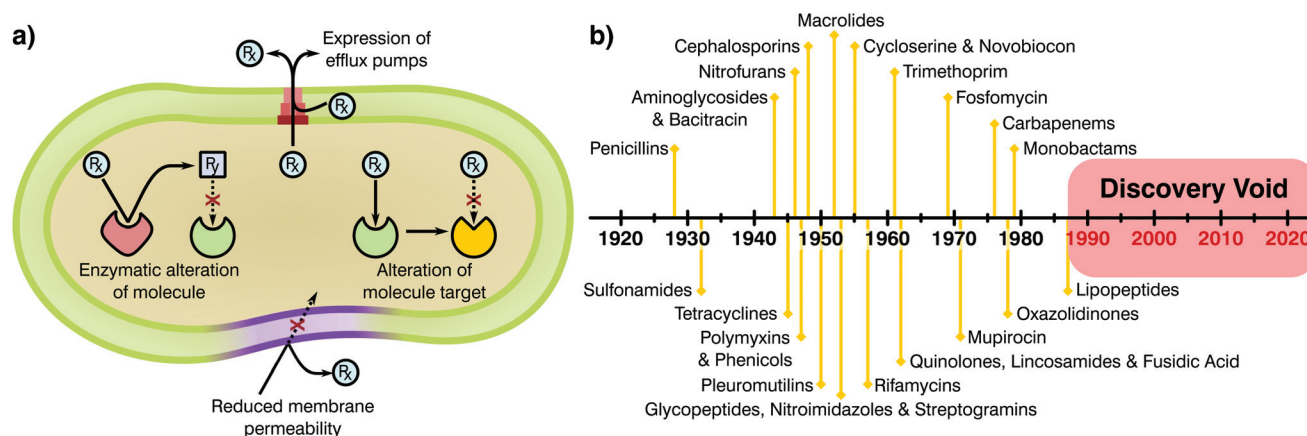 a)
Rx
Expression of
efflux pumps
Rx
Rx
Ry
Rx
Rx
Rx
Enzymatic alteration
of molecule
Alteration of
molecule target
Rx
Reduced membrane
permeability
b)
Macrolides
Cephalosporins
Cycloserine & Novobiocon
Nitrofurans
Trimethoprim
Aminoglycosides
& Bacitracin
Fosfomycin
Carbapenems
Penicillins
Monobactams
Discovery Void
1920 1930 1940 1950 1960 1970 1980 1990 2000 2010 2020
Sulfonamides
Lipopeptides
Tetracyclines
Oxazolidinones
Polymyxins
& Phenicols
Mupirocin
Quinolones, Lincosamides & Fusidic Acid
Pleuromutilins
Rifamycins
Glycopeptides, Nitroimidazoles & Streptogramins